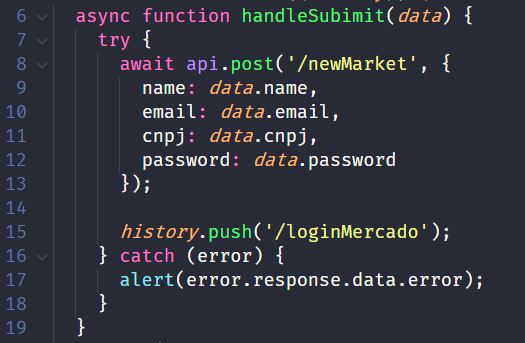 6 async function handleSubimit(data) {
7 try {
8 await api.post('/newMarket', {
9 name: data.name,
10 email: data.email,
11 cnpj: data.cnpj,
12 password: data.password
13 });
14
15 history.push('/loginMercado');
16 } catch (error) {
17 alert(error.response.data.error);
18 }
19 }